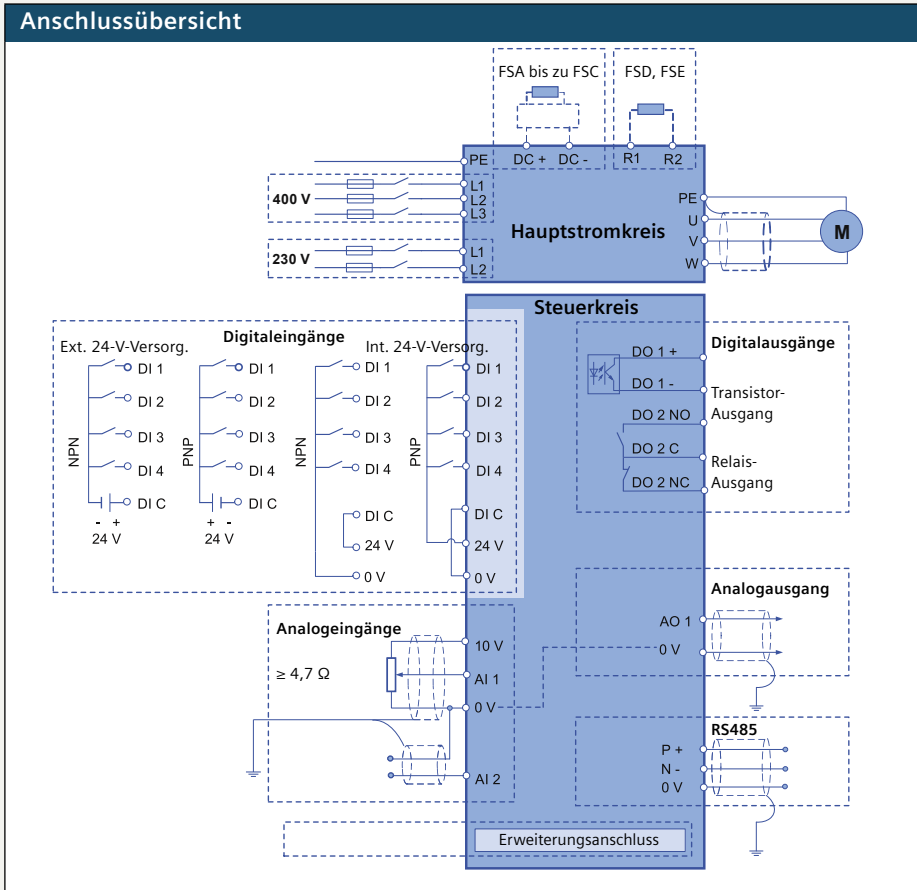 Anschlussübersicht
FSA bis zu FSC
FSD, FSE
DC +
DC -
R1
R2
PE
400 V
L1
L2
L3
230 V
L1
L2
Hauptstromkreis
PE
U
V
W
M
Steuerkreis
Digitaleingänge
Ext. 24-V-Versorg.
Int. 24-V-Versorg.
NPN
DI 1
DI 2
DI 3
DI 4
DI C
- +
24 V
PNP
DI 1
DI 2
DI 3
DI 4
DI C
+ -
24 V
NPN
DI 1
DI 2
DI 3
DI 4
DI C
24 V
0 V
PNP
DI 1
DI 2
DI 3
DI 4
DI C
24 V
0 V
Digitalausgänge
DO 1 +
DO 1 -
Transistor-
Ausgang
DO 2 NO
DO 2 C
DO 2 NC
Relais-
Ausgang
Analogeingänge
≥ 4,7 Ω
10 V
AI 1
0 V
AI 2
Analogausgang
AO 1
0 V
RS485
P +
N -
0 V
Erweiterungsanschluss